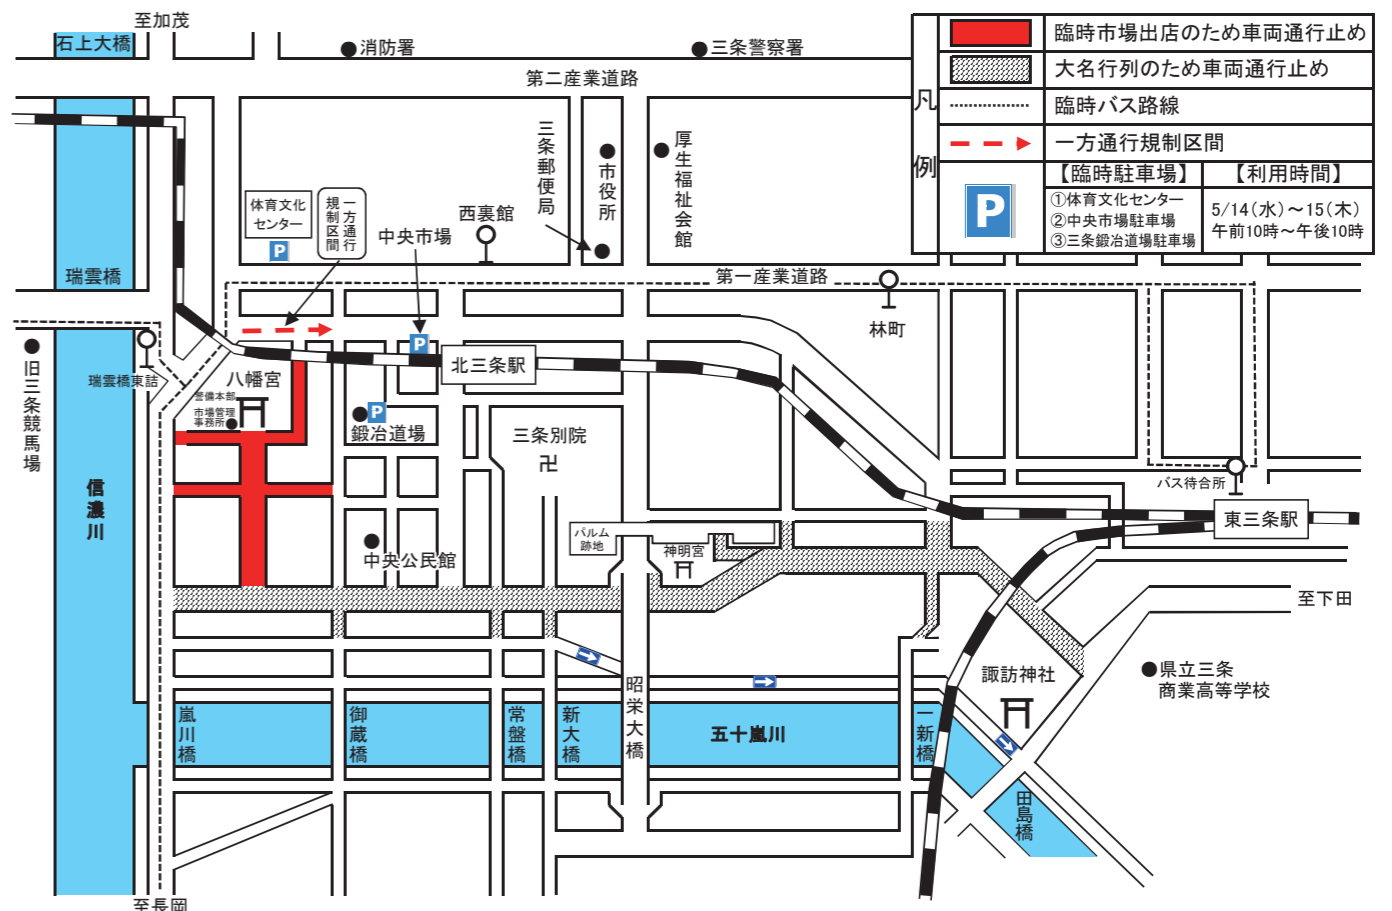 至加茂
石上大橋
消防署
三条警察署
第二産業道路
凡例
臨時市場出店のため車両通行止め
大名行列のため車両通行止め
臨時バス路線
一方通行規制区間
P
【臨時駐車場】
①体育文化センター
②中央市場駐車場
③三条鍛冶道場駐車場
【利用時間】
5/14(水)～15(木)
午前10時～午後10時
三条郵便局
市役所
厚生福祉会館
体育文化
センター
P
一方通行
規制区間
中央市場
西裏館
瑞雲橋
第一産業道路
林町
P
北三条駅
旧三条競馬場
瑞雲橋東詰
八幡宮
警備本部
市場管理
事務所
P
鍛冶道場
三条別院
卍
バス待合所
東三条駅
信濃川
パルム
跡地
神明宮
中央公民館
至下田
諏訪神社
県立三条
商業高等学校
嵐川橋
御蔵橋
常盤橋
新大橋
昭栄大橋
五十嵐川
一新橋
田島橋
至長岡